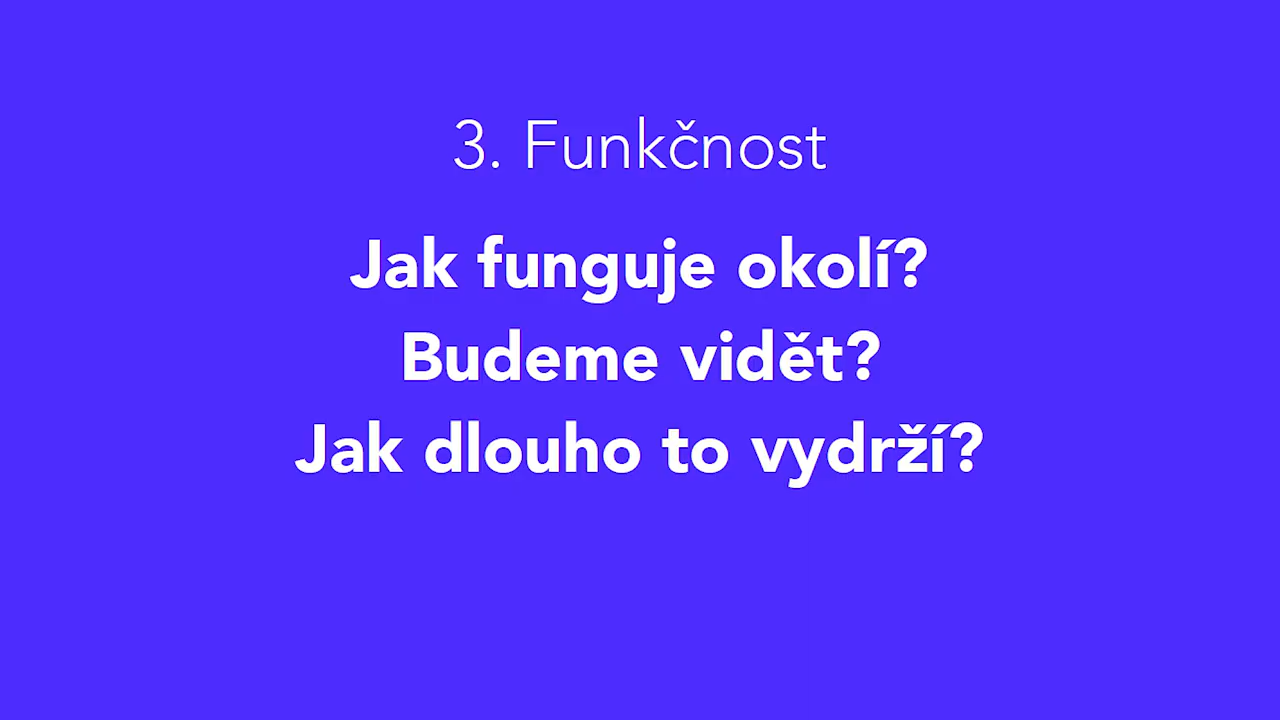 3. Funkčnost
Jak funguje okolí?
Budeme vidět?
Jak dlouho to vydrží?